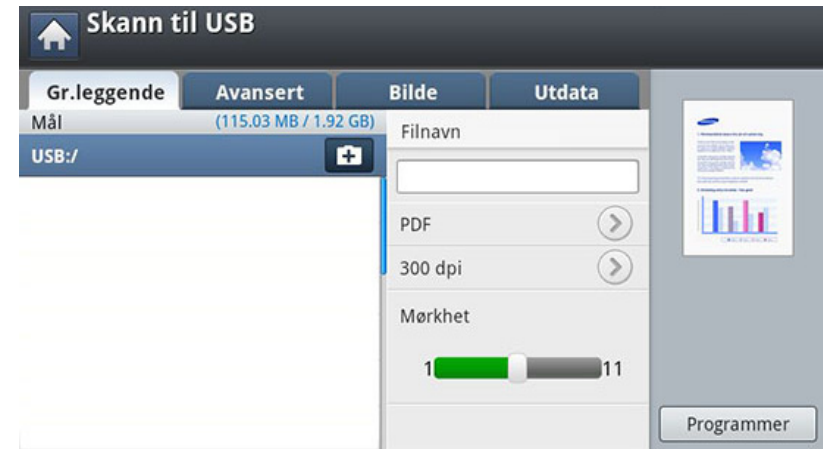 Skann til USB
Gr.leggende
Avansert
Bilde
Utdata
Mål
(115.03 MB / 1.92 GB)
USB:/
Filnavn
PDF
300 dpi
Mørkhet
1
11
Programmer